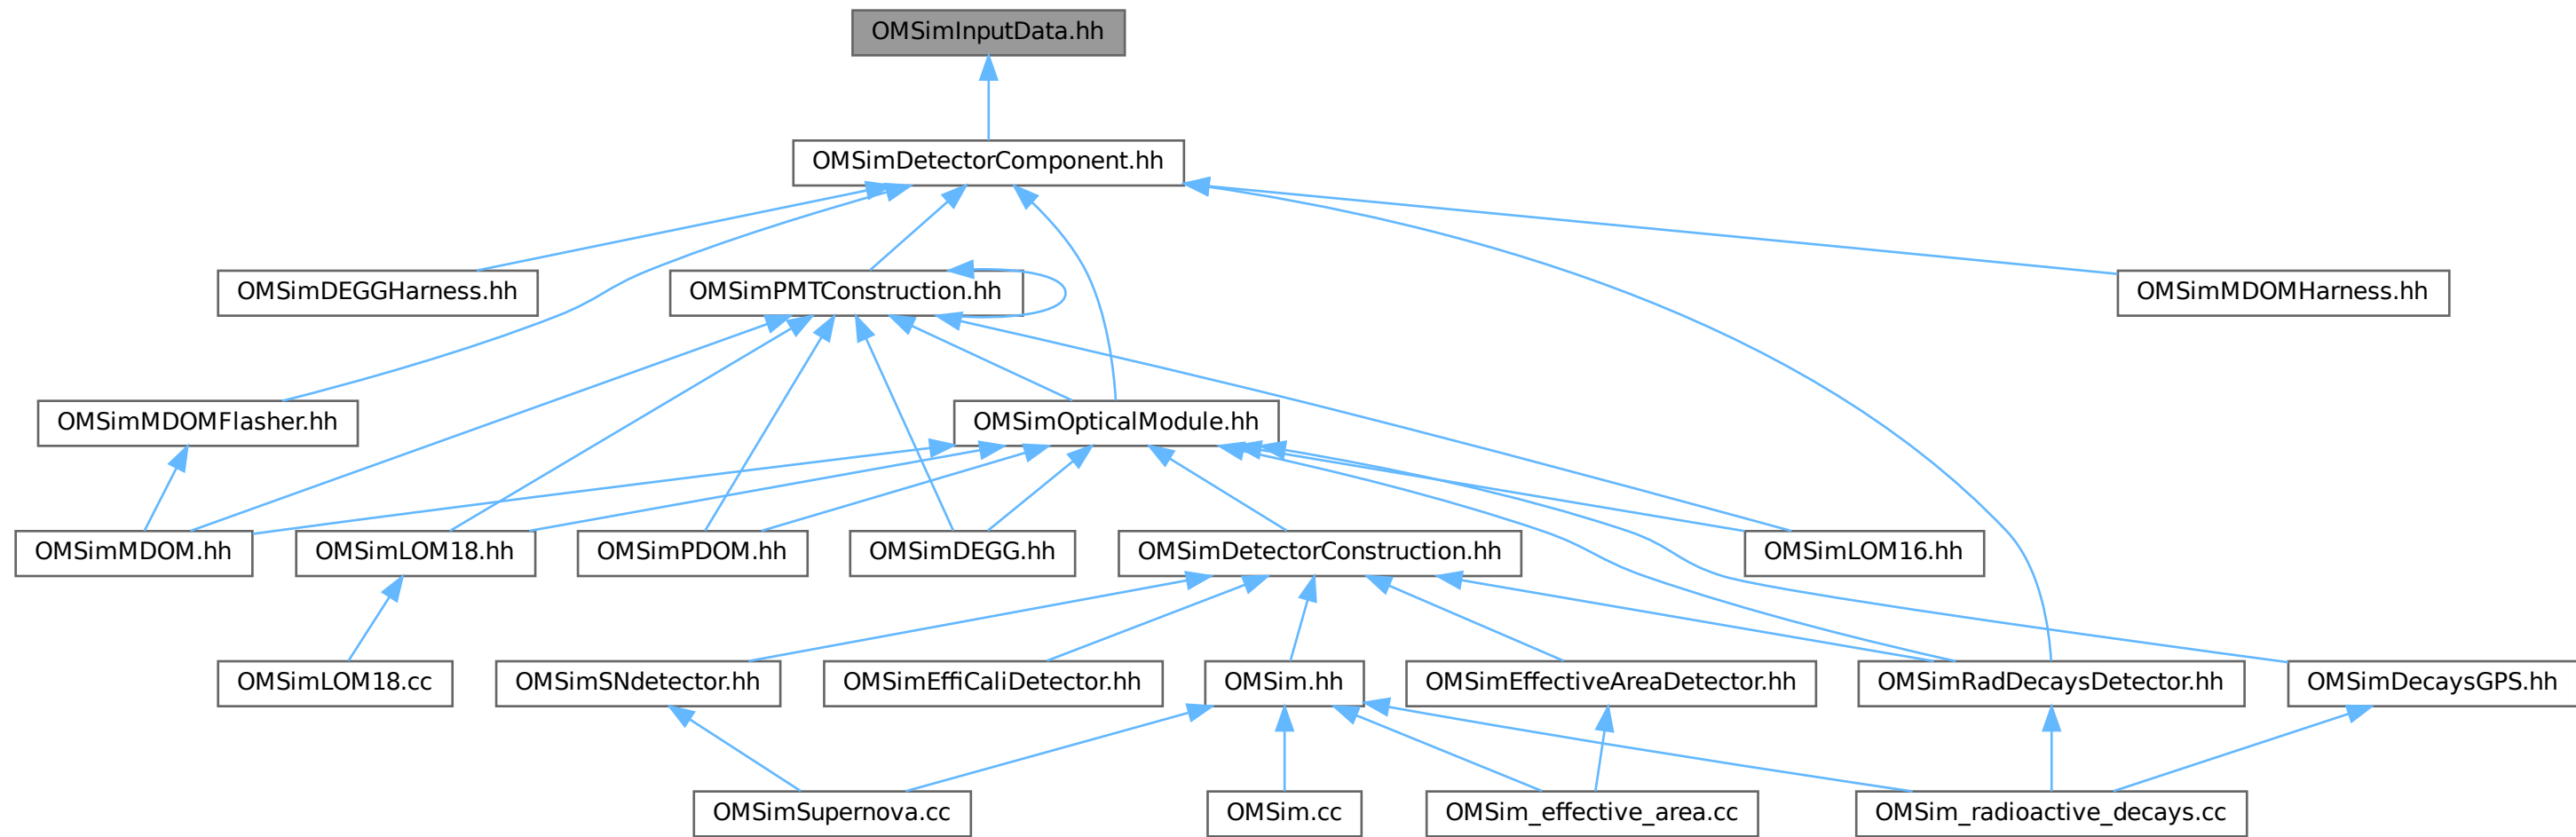 OMSimInputData.hh
OMSimDetectorComponent.hh
OMSimDEGGHarness.hh
OMSimPMTConstruction.hh
OMSimMDOMHarness.hh
OMSimMDOMFlasher.hh
OMSimOpticalModule.hh
OMSimMDOM.hh
OMSimLOM18.hh
OMSimPDOM.hh
OMSimDEGG.hh
OMSimDetectorConstruction.hh
OMSimLOM16.hh
OMSimLOM18.cc
OMSimSNdetector.hh
OMSimEffiCaliDetector.hh
OMSim.hh
OMSimEffectiveAreaDetector.hh
OMSimRadDecaysDetector.hh
OMSimDecaysGPS.hh
OMSimSupernova.cc
OMSim.cc
OMSim_effective_area.cc
OMSim_radioactive_decays.cc